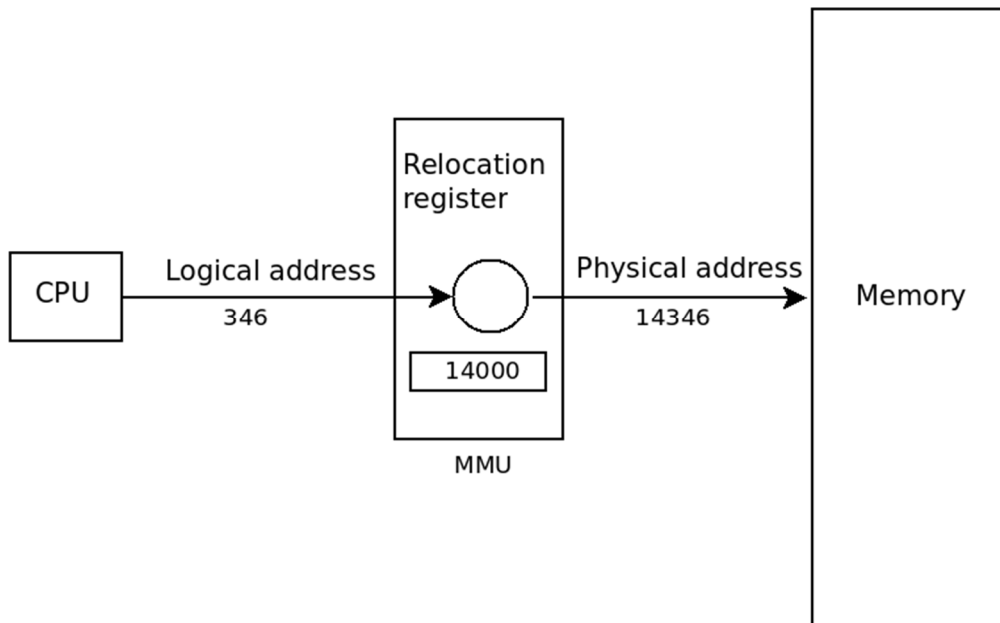 Relocation
register
CPU
Logical address
346
14000
MMU
Physical address
14346
Memory